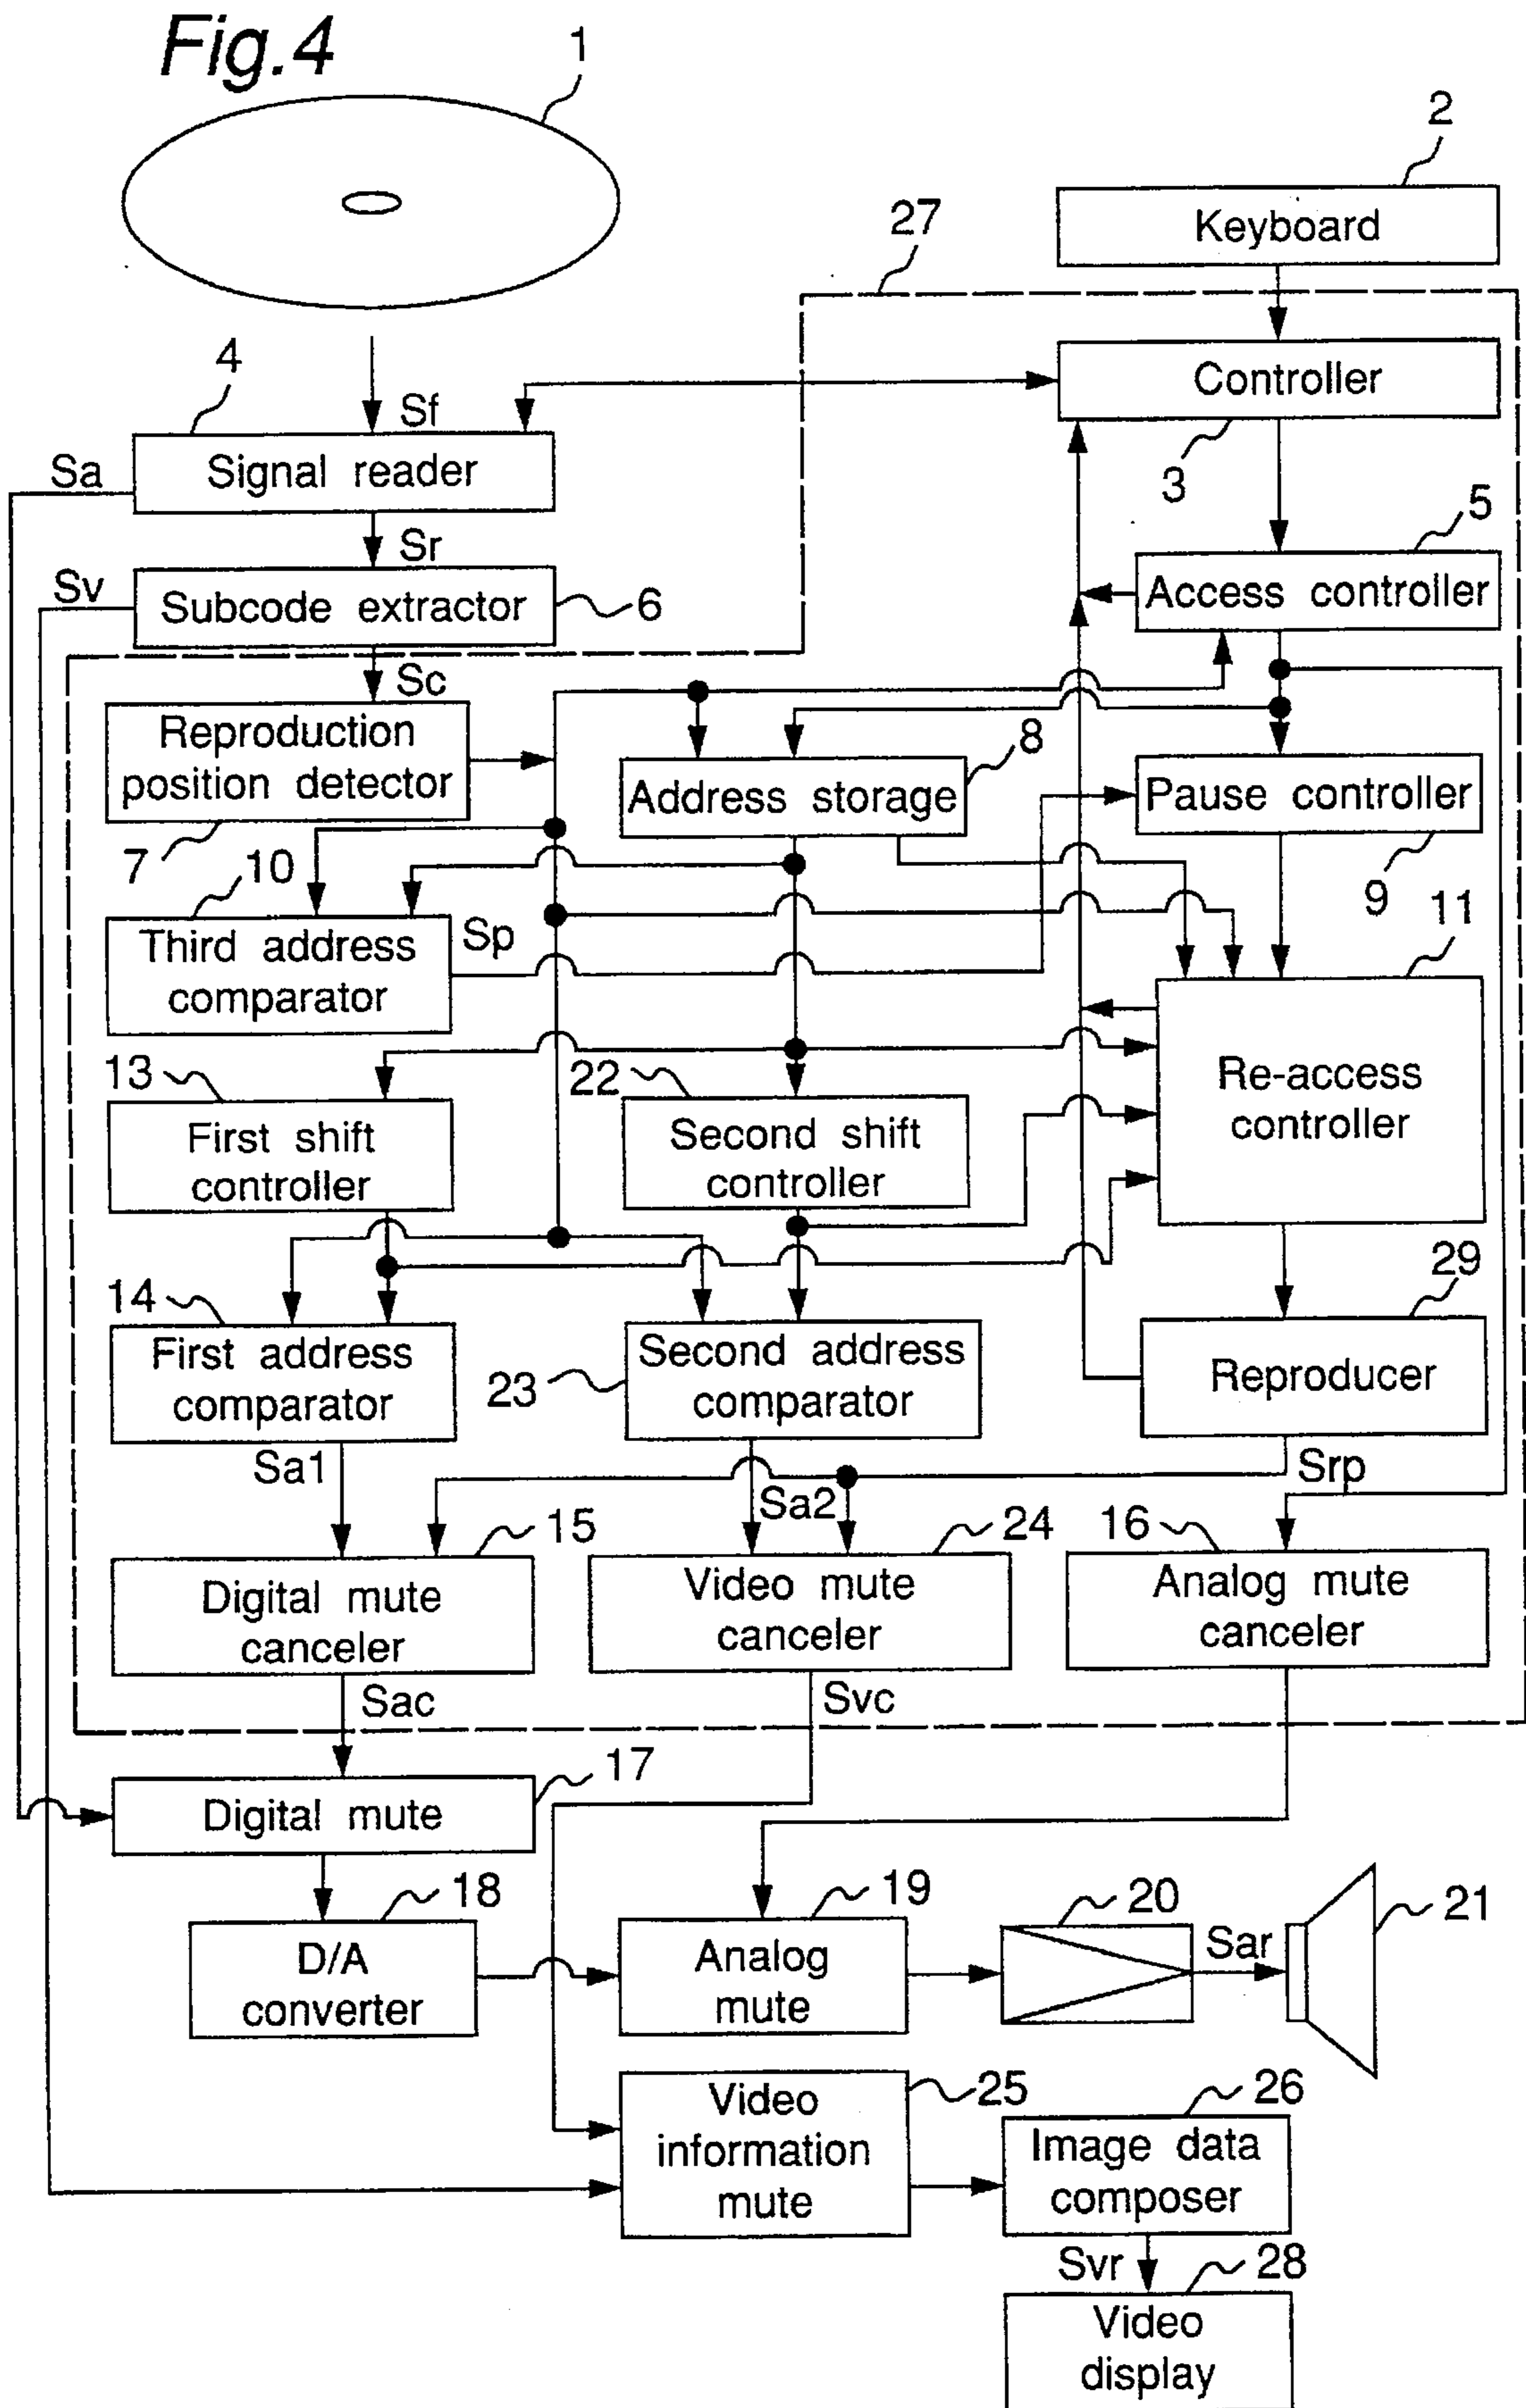 Fig.4
1
2
Keyboard
27
4
Sf
Controller
3
Sa
Signal reader
Sr
5
Sv
Subcode extractor
6
Access controller
Sc
Reproduction
position detector
7
8
Address storage
Pause controller
9
10
Third address
comparator
Sp
11
Re-access
controller
13
First shift
controller
22
Second shift
controller
14
First address
comparator
23
Second address
comparator
29
Reproducer
Sa1
Sa2
Srp
15
Digital mute
canceler
24
Video mute
canceler
16
Analog mute
canceler
Sac
Svc
17
Digital mute
18
D/A
converter
19
Analog
mute
20
Sar
21
25
Video
information
mute
26
Image data
composer
Svr
28
Video
display